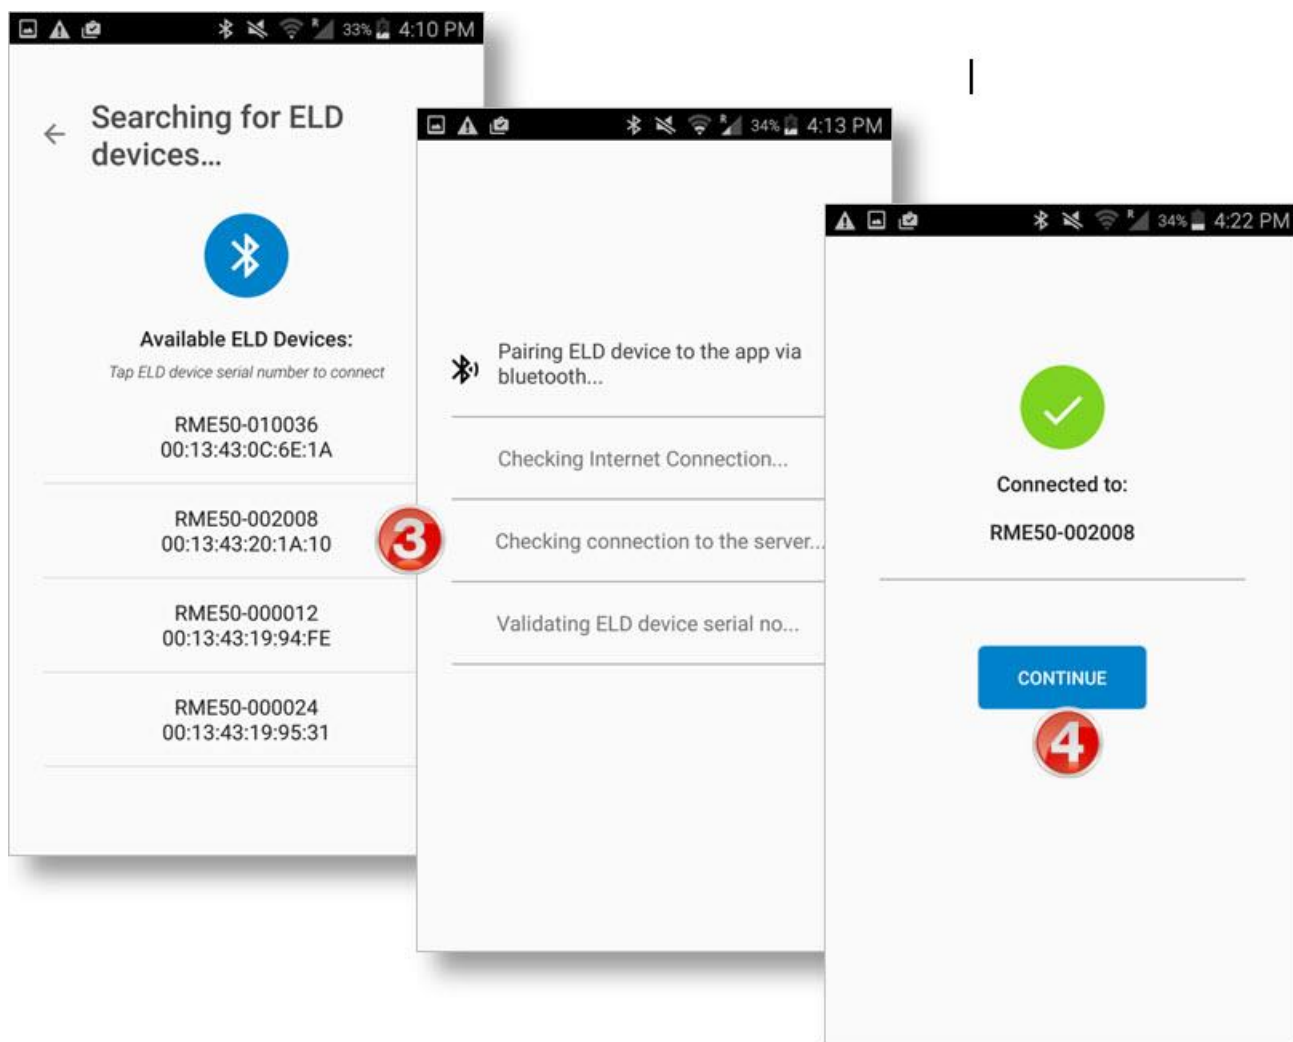 33% 4:10 PM
Searching for ELD
devices...
Available ELD Devices:
Tap ELD device serial number to connect
RME50-010036
00:13:43:0C:6E:1A
RME50-002008
00:13:43:20:1A:10
RME50-000012
00:13:43:19:94:FE
RME50-000024
00:13:43:19:95:31
3
R 34% 4:13 PM
Pairing ELD device to the app via
bluetooth...
Checking Internet Connection...
Checking connection to the server...
Validating ELD device serial no...
R 34% 4:22 PM
Connected to:
RME50-002008
CONTINUE
4